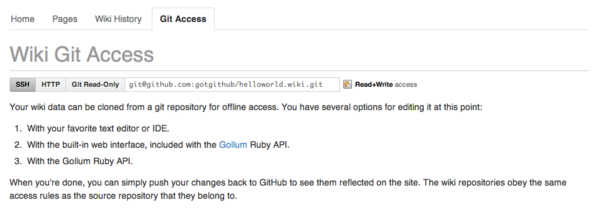 Home Pages Wiki History Git Access
Wiki Git Access
SSH HTTP Git Read-Only git@github.com:gotgithub/helloworld.wiki.git Read+Write access
Your wiki data can be cloned from a git repository for offline access. You have several options for editing it at this point:
1. With your favorite text editor or IDE.
2. With the built-in web interface, included with the Gollum Ruby API.
3. With the Gollum Ruby API.
When you're done, you can simply push your changes back to GitHub to see them reflected on the site. The wiki repositories obey the same
access rules as the source repository that they belong to.